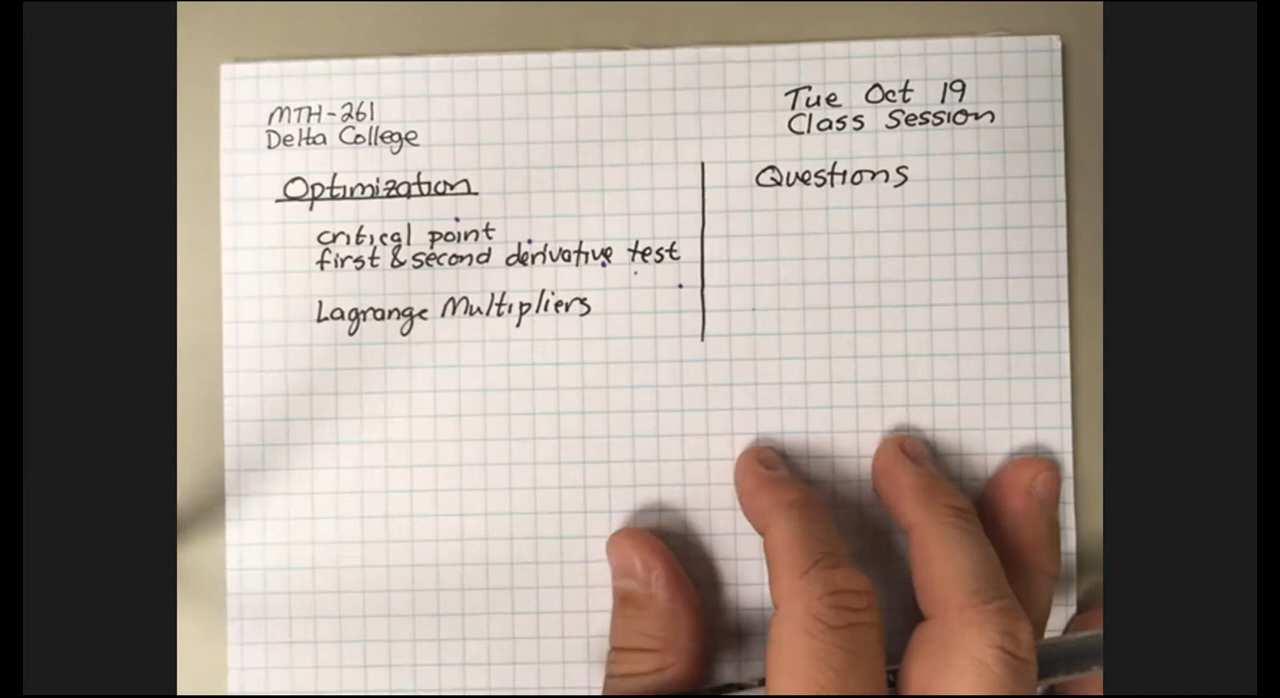 MTH-261
Delta College
Tue Oct 19
Class Session
Optimization
critical point
first & second derivative test
Lagrange Multipliers
Questions